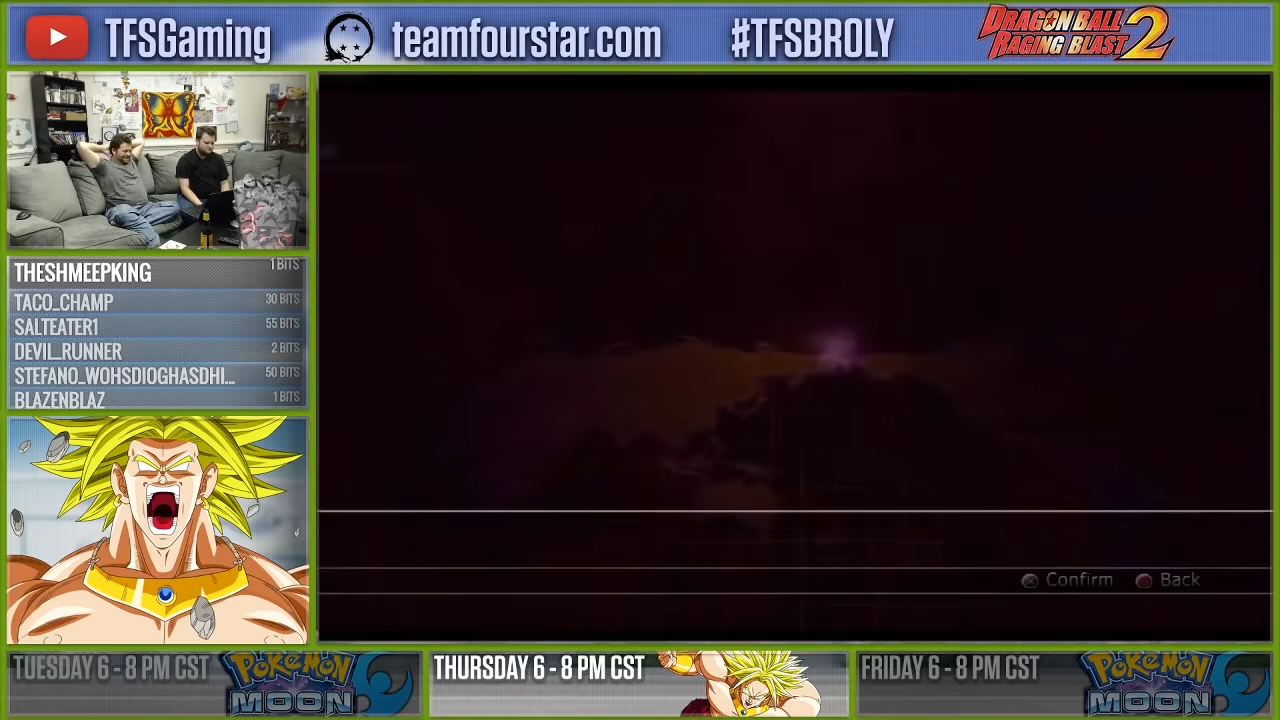 TFSGaming
teamfourstar.com
#TFSBROLY
DRAGON BALL
RAGING BLAST 2
THESHMEEPKING 1 BITS
TACO_CHAMP 30 BITS
SALTEATER1 55 BITS
DEVIL_RUNNER 2 BITS
STEFANO_WOHSDIOGHASDHI... 50 BITS
BLAZENBLAZ 1 BITS
Confirm Back
TUESDAY 6 - 8 PM CST
POKéMON
MOON
THURSDAY 6 - 8 PM CST
FRIDAY 6 - 8 PM CST
POKéMON
MOON